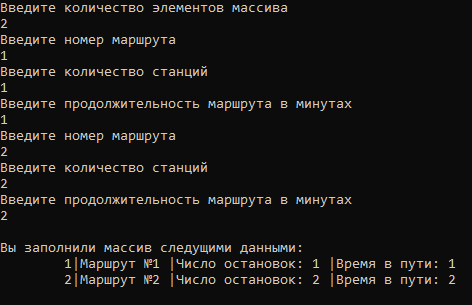 Введите количество элементов массива
2
Введите номер маршрута
1
Введите количество станций
1
Введите продолжительность маршрута в минутах
1
Введите номер маршрута
2
Введите количество станций
2
Введите продолжительность маршрута в минутах
2
Вы заполнили массив следущими данными:
1|Маршрут №1 |Число остановок: 1 |Время в пути: 1
2|Маршрут №2 |Число остановок: 2 |Время в пути: 2